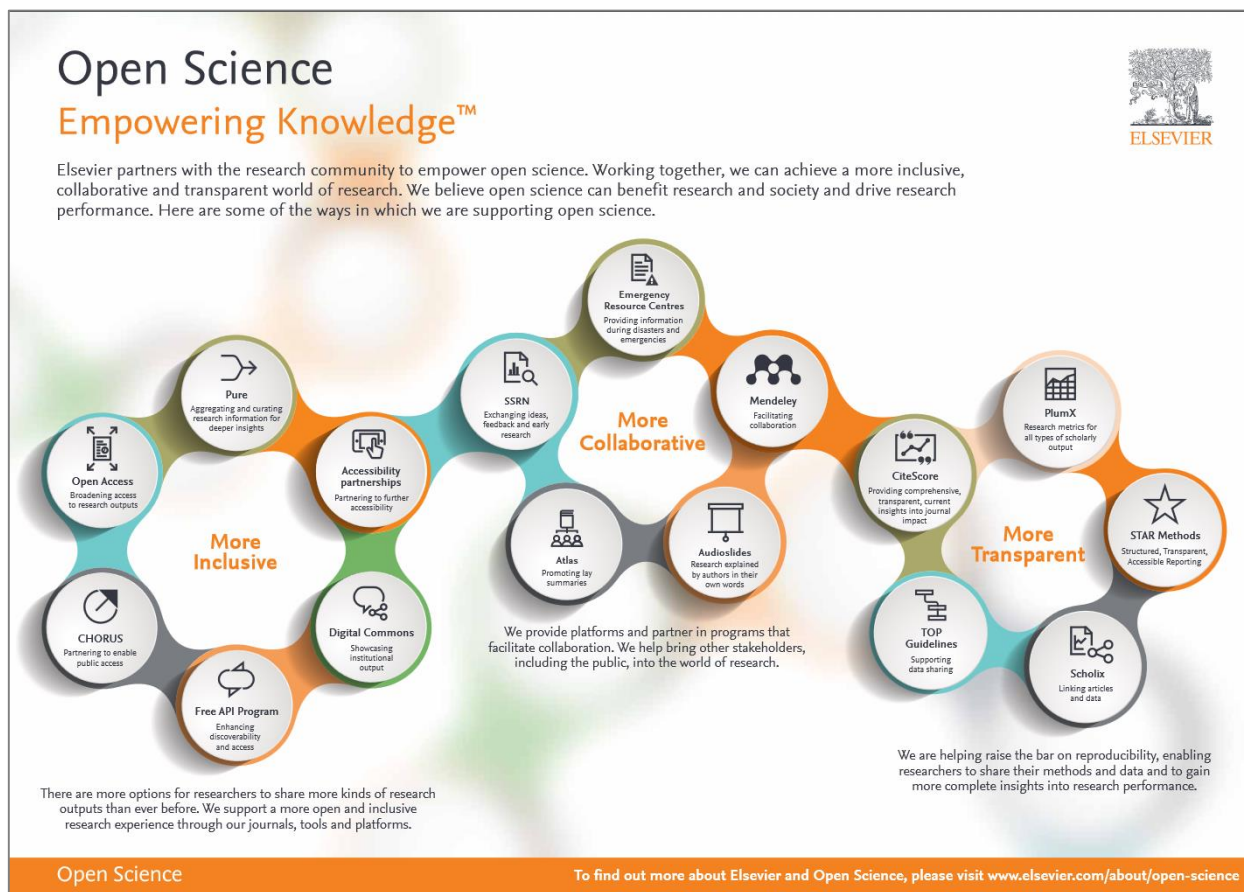 Open Science
Empowering Knowledge™
ELSEVIER
Elsevier partners with the research community to empower open science. Working together, we can achieve a more inclusive,
collaborative and transparent world of research. We believe open science can benefit research and society and drive research
performance. Here are some of the ways in which we are supporting open science.
More
Inclusive
Pure
Aggregating and curating
research information for
deeper insights
Open Access
Broadening access
to research outputs
Accessibility
partnerships
Partnering to further
accessibility
CHORUS
Partnering to enable
public access
Digital Commons
Showcasing
institutional
output
Free API Program
Enhancing
discoverability
and access
There are more options for researchers to share more kinds of research
outputs than ever before. We support a more open and inclusive
research experience through our journals, tools and platforms.
More
Collaborative
Emergency
Resource Centres
Providing information
during disasters and
emergencies
SSRN
Exchanging ideas,
feedback and early
research
Mendeley
Facilitating
collaboration
Atlas
Promoting lay
summaries
Audioslides
Research explained
by authors in their
own words
We provide platforms and partner in programs that
facilitate collaboration. We help bring other stakeholders,
including the public, into the world of research.
More
Transparent
PlumX
Research metrics for
all types of scholarly
output
CiteScore
Providing comprehensive,
transparent, current
insights into journal
impact
STAR Methods
Structured, Transparent,
Accessible Reporting
TOP
Guidelines
Supporting
data sharing
Scholix
Linking articles
and data
We are helping raise the bar on reproducibility, enabling
researchers to share their methods and data and to gain
more complete insights into research performance.
Open Science
To find out more about Elsevier and Open Science, please visit www.elsevier.com/about/open-science